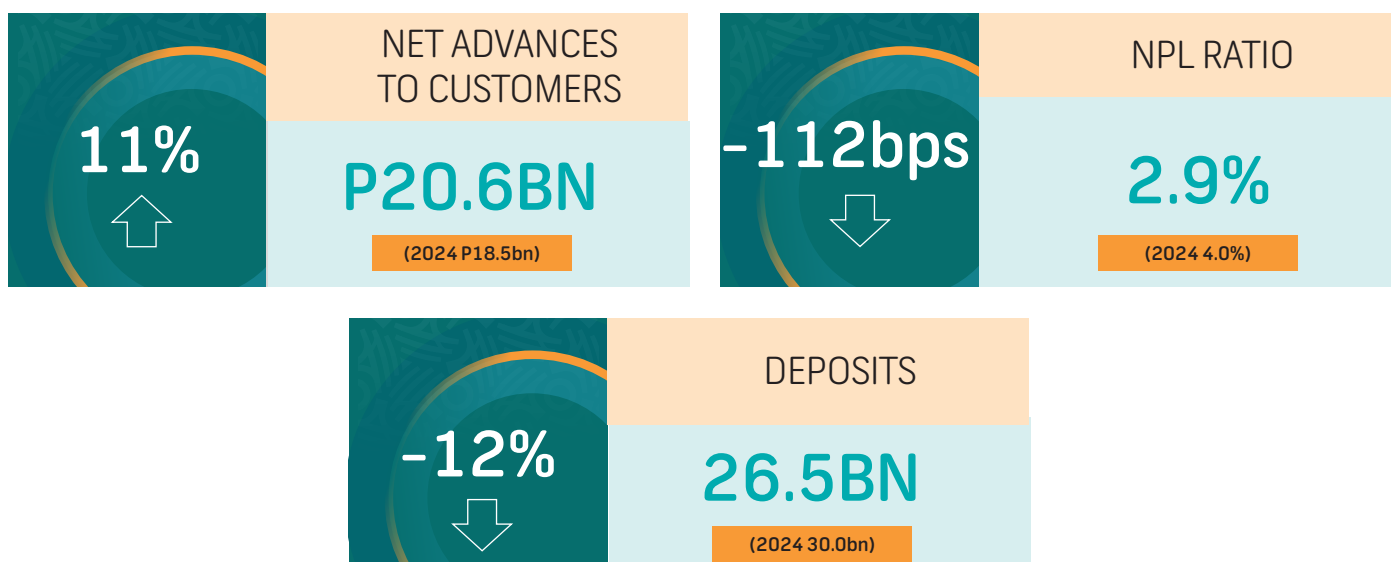 11%
NET ADVANCES
TO CUSTOMERS
P20.6BN
(2024 P18.5bn)
-112bps
NPL RATIO
2.9%
(2024 4.0%)
-12%
DEPOSITS
26.5BN
(2024 30.0bn)